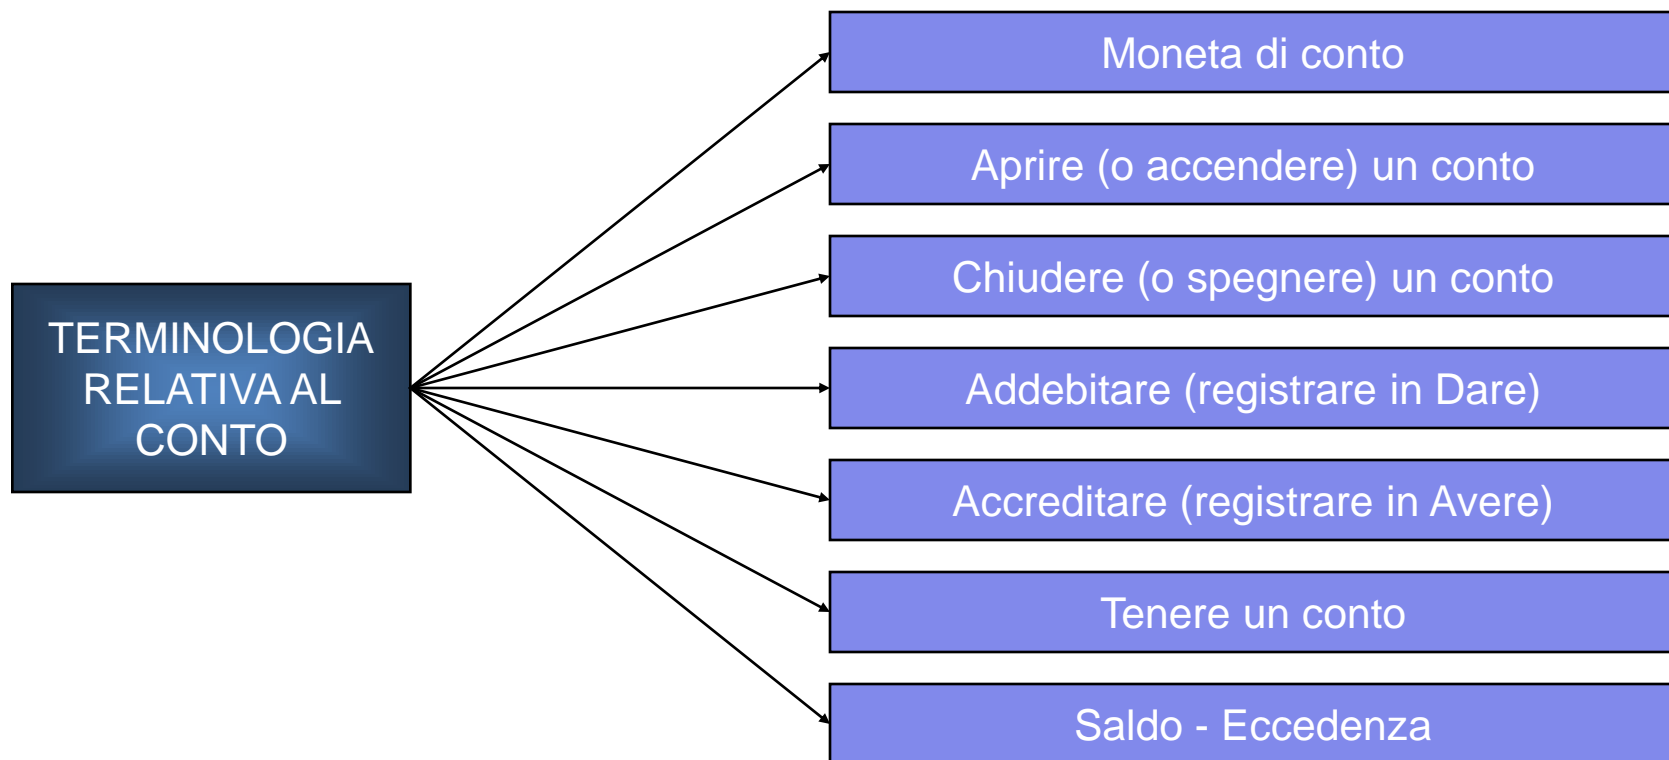 TERMINOLOGIA
RELATIVA AL
CONTO
Moneta di conto
Aprire (o accendere) un conto
Chiudere (o spegnere) un conto
Addebitare (registrare in Dare)
Accreditare (registrare in Avere)
Tenere un conto
Saldo - Eccedenza